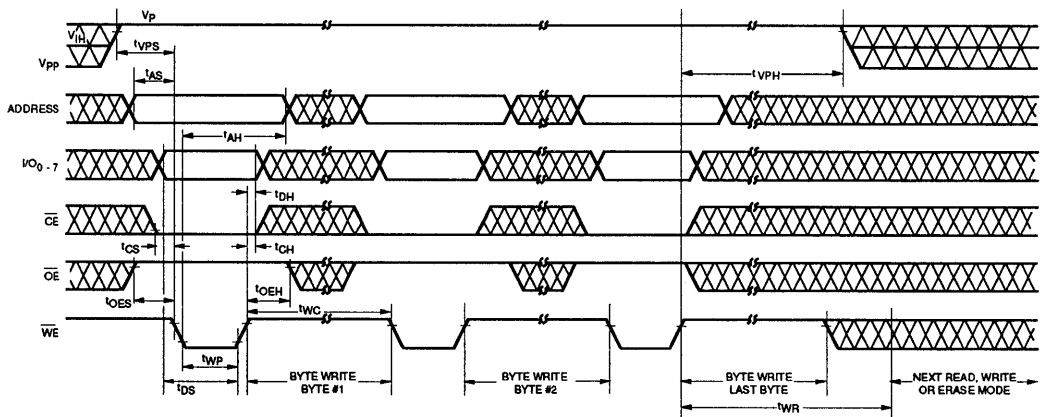 VP
VIH
tVPS
VPP
tVPH
tAS
ADDRESS
tAH
I/O0 - 7
tDH
CE
tCS
tCH
OE
tOES
tOEH
tWC
WE
tWP
tDS
BYTE WRITE
BYTE #1
BYTE WRITE
BYTE #2
BYTE WRITE
LAST BYTE
NEXT READ, WRITE
OR ERASE MODE
tWR